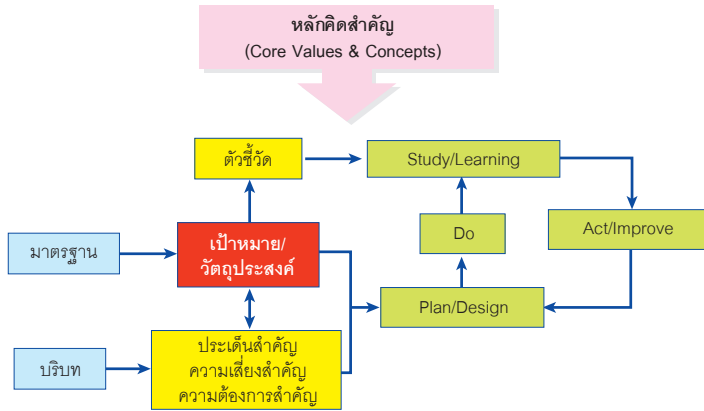 หลักคิดสำคัญ
(Core Values & Concepts)
ตัวชี้วัด
Study/Learning
มาตรฐาน
เป้าหมาย/
วัตถุประสงค์
Do
Act/Improve
Plan/Design
บริบท
ประเด็นสำคัญ
ความเสี่ยงสำคัญ
ความต้องการสำคัญ